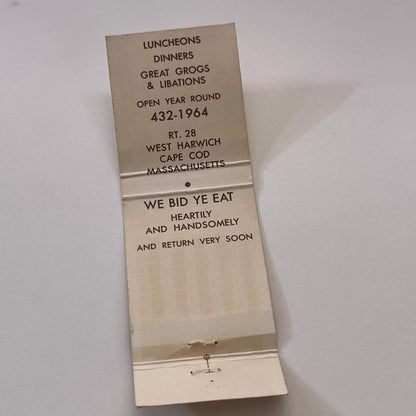 LUNCHEONS
DINNERS
GREAT GROGS
& LIBATIONS
OPEN YEAR ROUND
432-1964
RT. 28
WEST HARWICH
CAPE COD
MASSACHUSETTS
WE BID YE EAT
HEARTILY
AND HANDSOMELY
AND RETURN VERY SOON